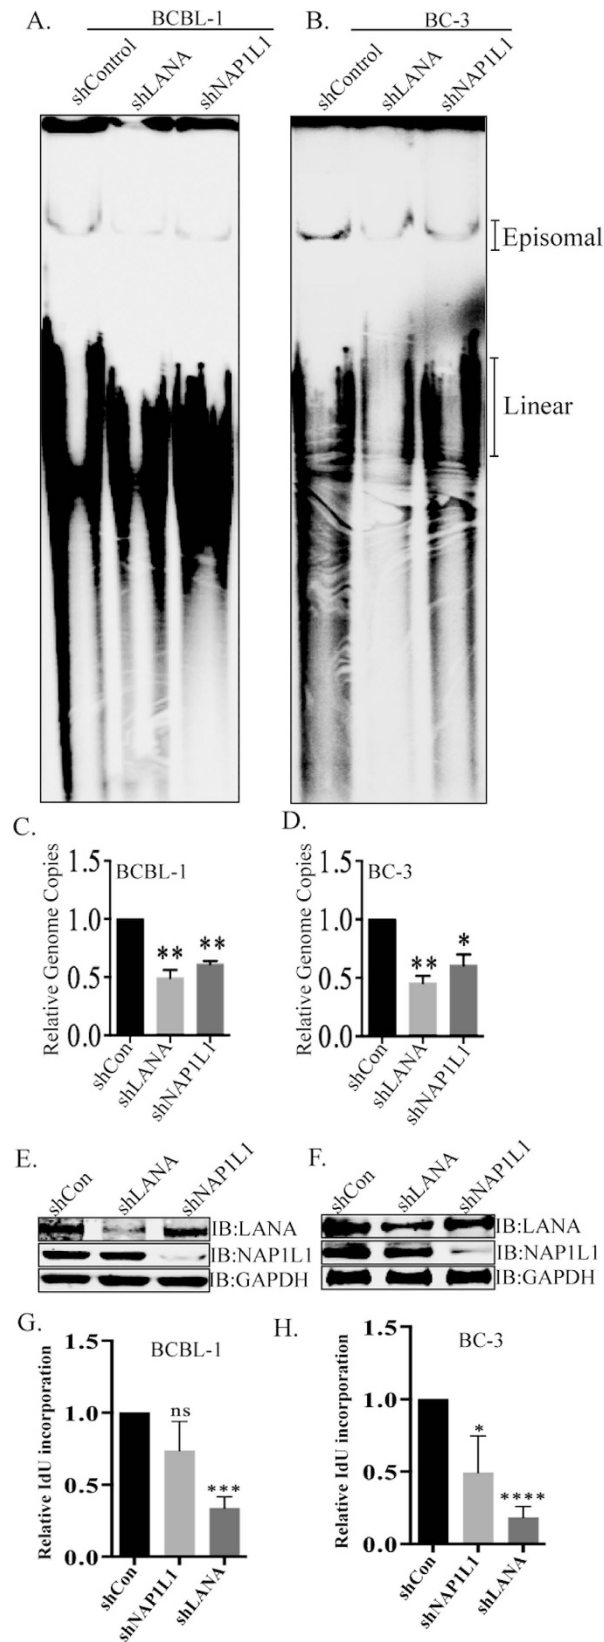 A.
BCBL-1
B.
BC-3
shControl
shLANA
shNAP1L1
shControl
shLANA
shNAP1L1
Episomal
Linear
C.
D.
Relative Genome Copies
1.5
1.0
0.5
0.0
BCBL-1
**
**
shCon
shLANA
shNAP1L1
Relative Genome Copies
1.5
1.0
0.5
0.0
BC-3
**
*
shCon
shLANA
shNAP1L1
E.
shCon
shLANA
shNAP1L1
IB:LANA
IB:NAP1L1
IB:GAPDH
F.
shCon
shLANA
shNAP1L1
IB:LANA
IB:NAP1L1
IB:GAPDH
G.
BCBL-1
Relative IdU incorporation
1.5
1.0
0.5
0.0
ns
***
shCon
shNAP1L1
shLANA
H.
BC-3
Relative IdU incorporation
1.5
1.0
0.5
0.0
*
****
shCon
shNAP1L1
shLANA